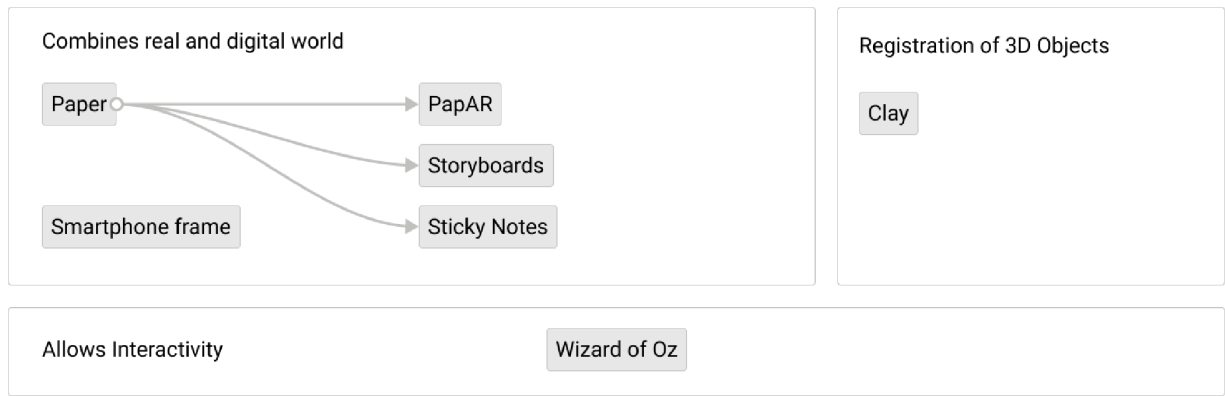 Combines real and digital world
Paper
PapAR
Storyboards
Smartphone frame
Sticky Notes
Registration of 3D Objects
Clay
Allows Interactivity
Wizard of Oz